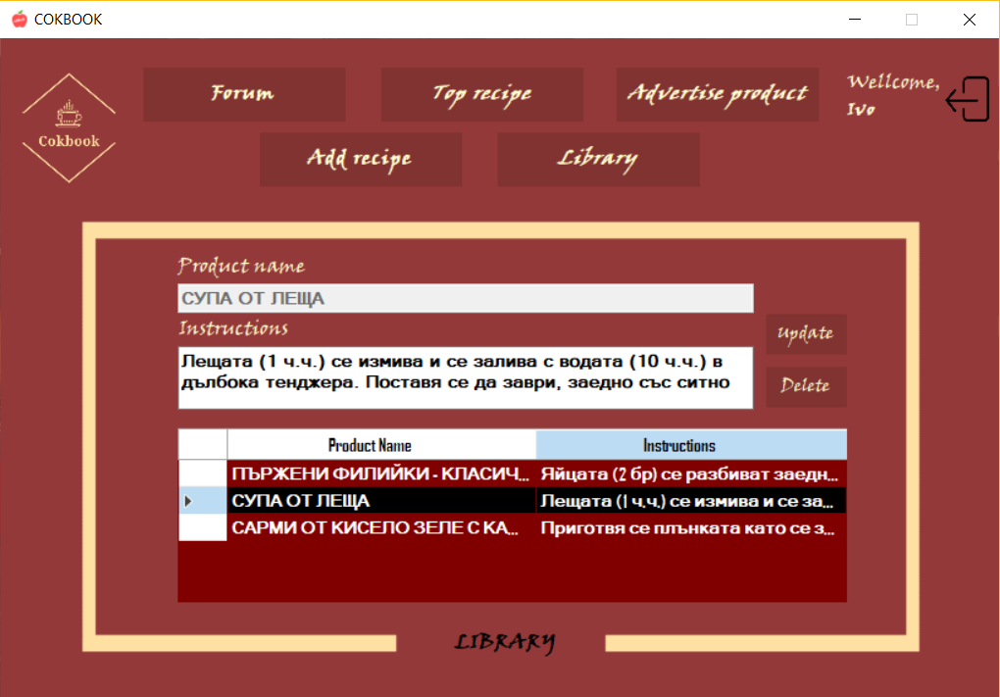 COKBOOK
Forum
Top recipe
Advertise product
Wellcome,
Ivo
Cokbook
Add recipe
Library
Product name
СУПА ОТ ЛЕЩА
Instructions
Лещата (1 ч.ч.) се измива и се залива с водата (10 ч.ч.) в
дълбока тенджера. Поставя се да заври, заедно със ситно
Update
Delete
Product Name Instructions
ПЪРЖЕНИ ФИЛИЙКИ - КЛАСИЧ... Яйцата (2 бр) се разбиват заедн...
СУПА ОТ ЛЕЩА Лещата (1 ч.ч.) се измива и се за...
САРМИ ОТ КИСЕЛО ЗЕЛЕ С КА... Приготвя се плънката като се з...
LIBRARY